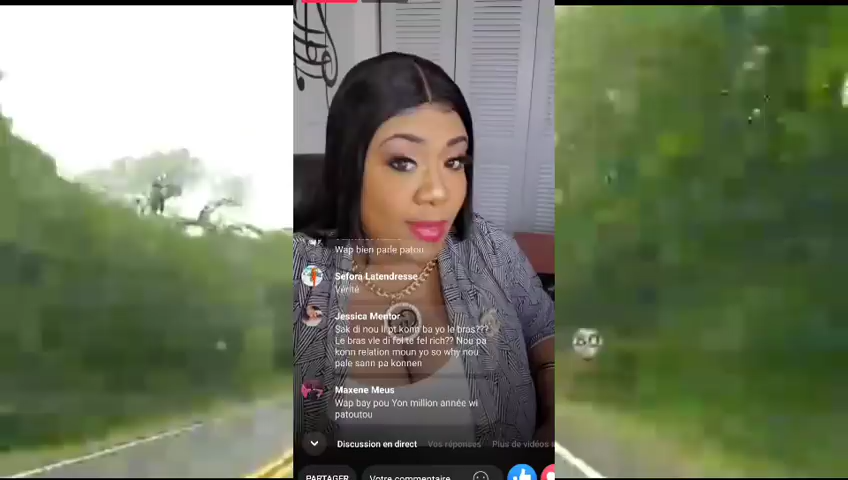 Wap bien pade patou
Sefora Latendresse
Vérité
Jessica Mentor
Sak di nou li pt konn ba yo le bras???
Le bras vle di fol te fel rich?? Nou pa
konn relation moun yo so why nou
pale sann pa konnen
Maxene Meus
Wap bay pou Yon million année wi
patoutou
Discussion en direct Vos réponses Plus de vidéos
PARTAGER Votre commentaire